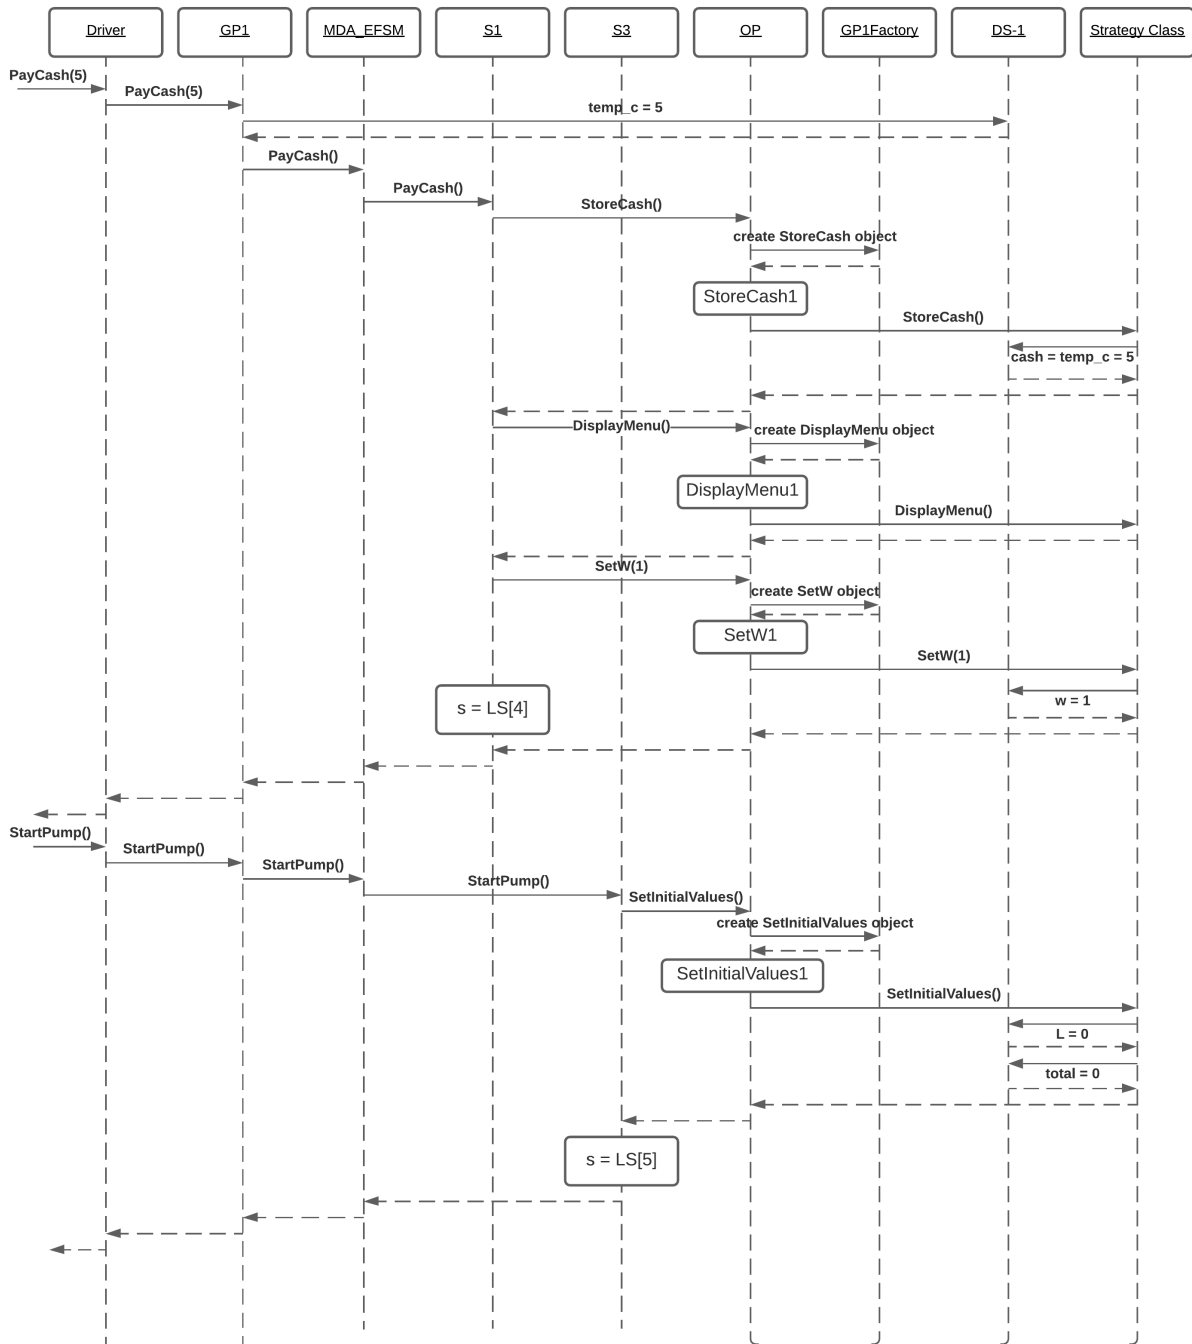 Driver
GP1
MDA_EFSM
S1
S3
OP
GP1Factory
DS-1
Strategy Class
PayCash(5)
PayCash(5)
temp_c = 5
PayCash()
PayCash()
StoreCash()
create StoreCash object
StoreCash1
StoreCash()
cash = temp_c = 5
DisplayMenu()
create DisplayMenu object
DisplayMenu1
DisplayMenu()
SetW(1)
create SetW object
SetW1
SetW(1)
w = 1
s = LS[4]
StartPump()
StartPump()
StartPump()
StartPump()
SetInitialValues()
create SetInitialValues object
SetInitialValues1
SetInitialValues()
L = 0
total = 0
s = LS[5]